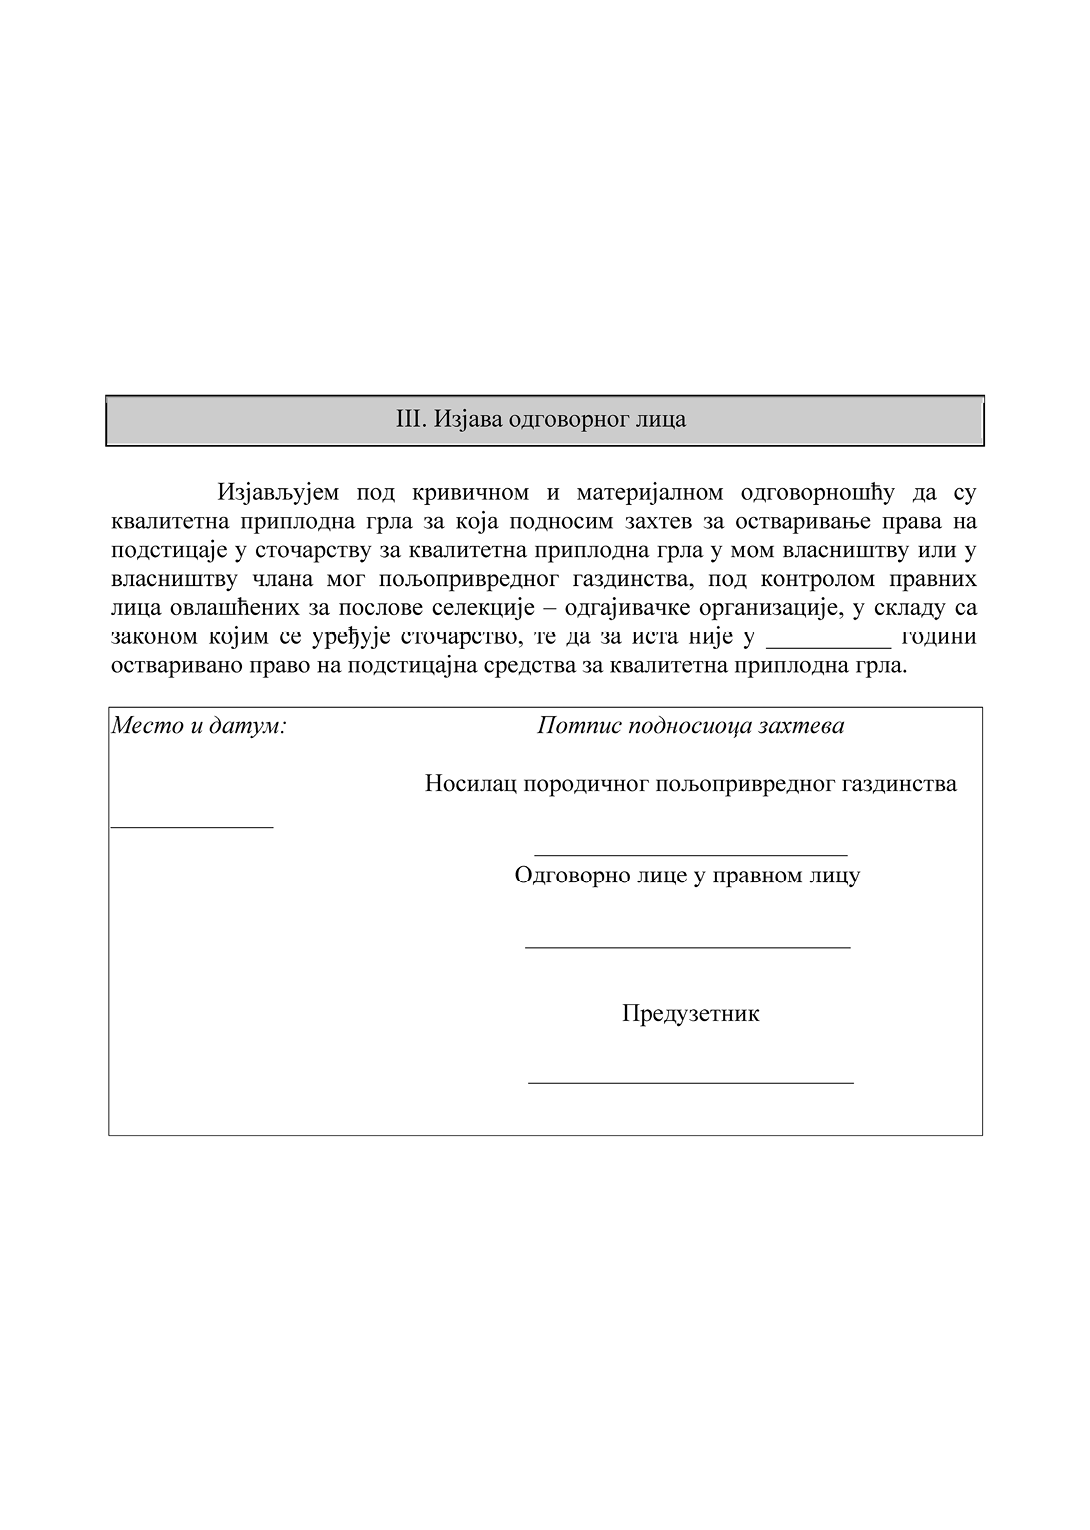 III. Изјава одговорног лица
Изјављујем под кривичном и материјалном одговорношћу да су
квалитетна приплодна грла за која подносим захтев за остваривање права на
подстицаје у сточарству за квалитетна приплодна грла у мом власништву или у
власништву члана мог пољопривредног газдинства, под контролом правних
лица овлашћених за послове селекције – одгајивачке организације, у складу са
законом којим се уређује сточарство, те да за иста није у __________ години
остваривано право на подстицајна средства за квалитетна приплодна грла.
Место и датум:
Потпис подносиоца захтева
Носилац породичног пољопривредног газдинства
Одговорно лице у правном лицу
Предузетник